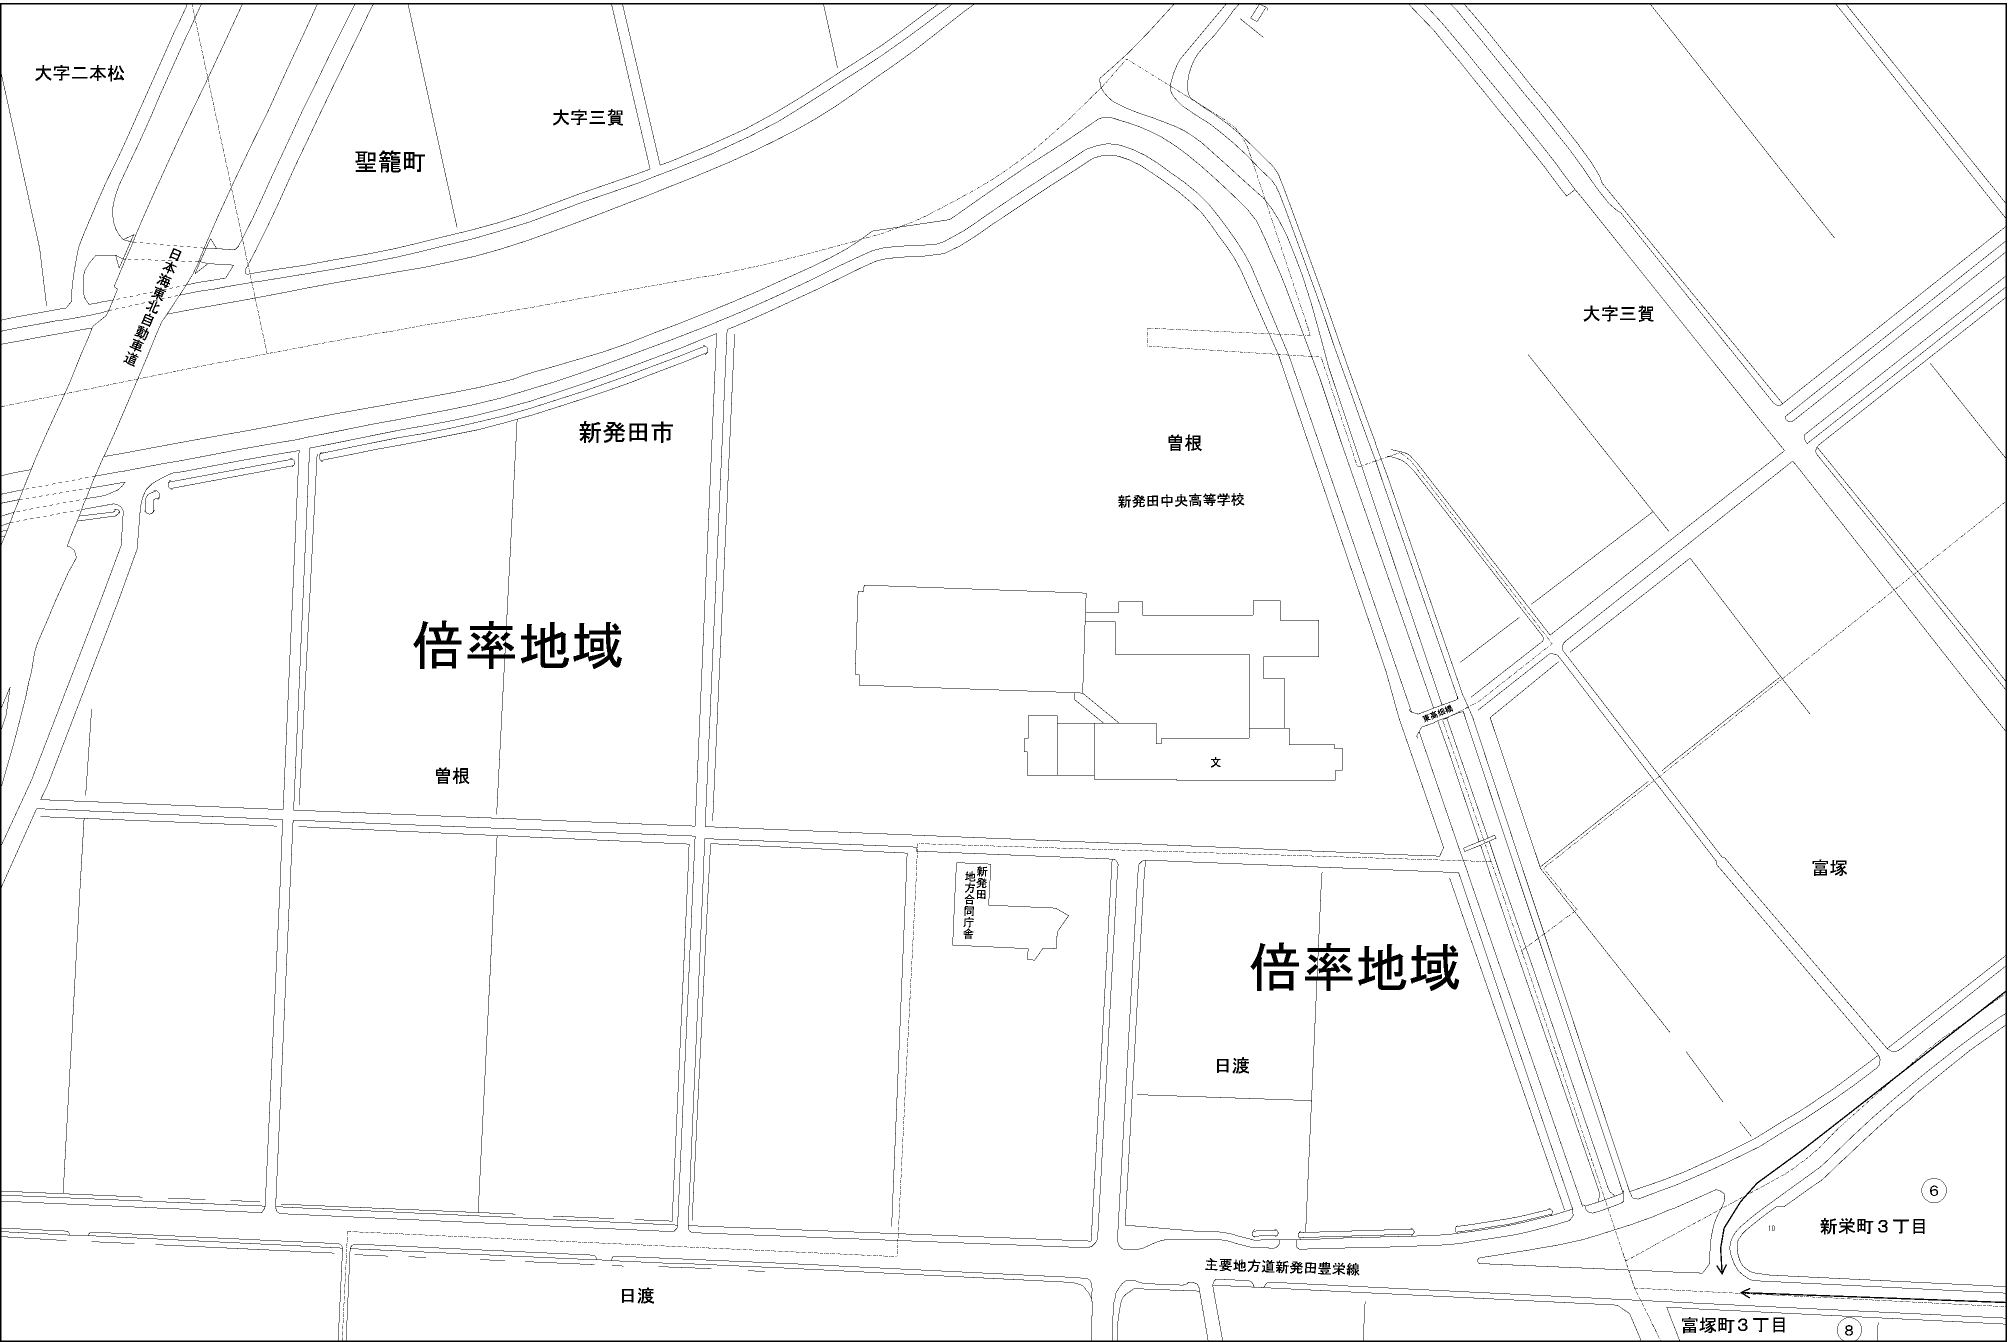 大字二本松
大字三賀
聖籠町
日本海東北自動車道
大字三賀
新発田市
曽根
新発田中央高等学校
倍率地域
東高畑橋
文
曽根
富塚
新発田
地方合同庁舎
倍率地域
日渡
6
新栄町3丁目
10
主要地方道新発田豊栄線
日渡
富塚町3丁目
8